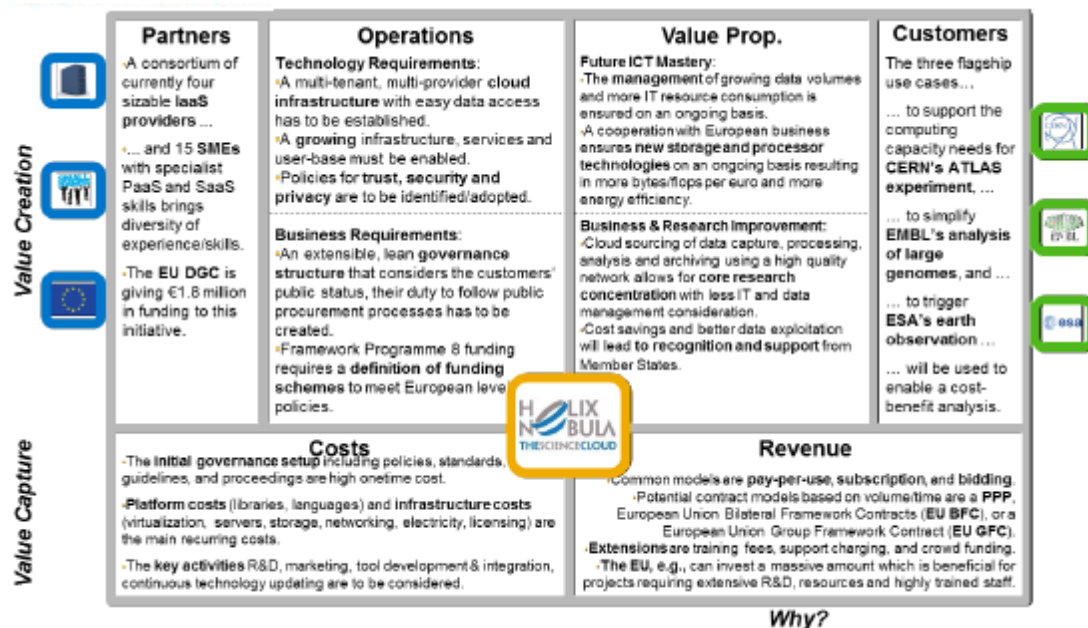 Partners
•A consortium of
currently four
sizable IaaS
providers ...
•... and 15 SMEs
with specialist
PaaS and SaaS
skills brings
diversity of
experience/skills.
•The EU DGC is
giving €1.8 million
in funding to this
initiative.
Operations
Technology Requirements:
•A multi-tenant, multi-provider cloud
infrastructure with easy data access
has to be established.
•A growing infrastructure, services and
user-base must be enabled.
•Policies for trust, security and
privacy are to be identified/adopted.
Business Requirements:
•An extensible, lean governance
structure that considers the customers'
public status, their duty to follow public
procurement processes has to be
created.
•Framework Programme 8 funding
requires a definition of funding
schemes to meet European level
policies.
Value Prop.
Future ICT Mastery:
•The management of growing data volumes
and more IT resource consumption is
ensured on an ongoing basis.
•A cooperation with European business
ensures new storage and processor
technologies on an ongoing basis resulting
in more bytes/flops per euro and more
energy efficiency.
Business & Research Improvement:
•Cloud sourcing of data capture, processing,
analysis and archiving using a high quality
network allows for core research
concentration with less IT and data
management consideration.
•Cost savings and better data exploitation
will lead to recognition and support from
Member States.
Customers
The three flagship
use cases...
... to support the
computing
capacity needs for
CERN's ATLAS
experiment, ...
... to simplify
EMBL's analysis
of large
genomes, and ...
... to trigger
ESA's earth
observation ...
... will be used to
enable a cost-
benefit analysis.
CERN
EMBL
esa
Value Creation
HELIX
NEBULA
THESCIENCECLOUD
Value Capture
Costs
•The initial governance setup including policies, standards,
guidelines, and proceedings are high onetime cost.
•Platform costs (libraries, languages) and infrastructure costs
(virtualization, servers, storage, networking, electricity, licensing) are
the main recurring costs.
•The key activities R&D, marketing, tool development & integration,
continuous technology updating are to be considered.
Revenue
•Common models are pay-per-use, subscription, and bidding.
•Potential contract models based on volume/time are a PPP,
European Union Bilateral Framework Contracts (EU BFC), or a
European Union Group Framework Contract (EU GFC).
•Extensions are training fees, support charging, and crowd funding.
•The EU, e.g., can invest a massive amount which is beneficial for
projects requiring extensive R&D, resources and highly trained staff.
Why?